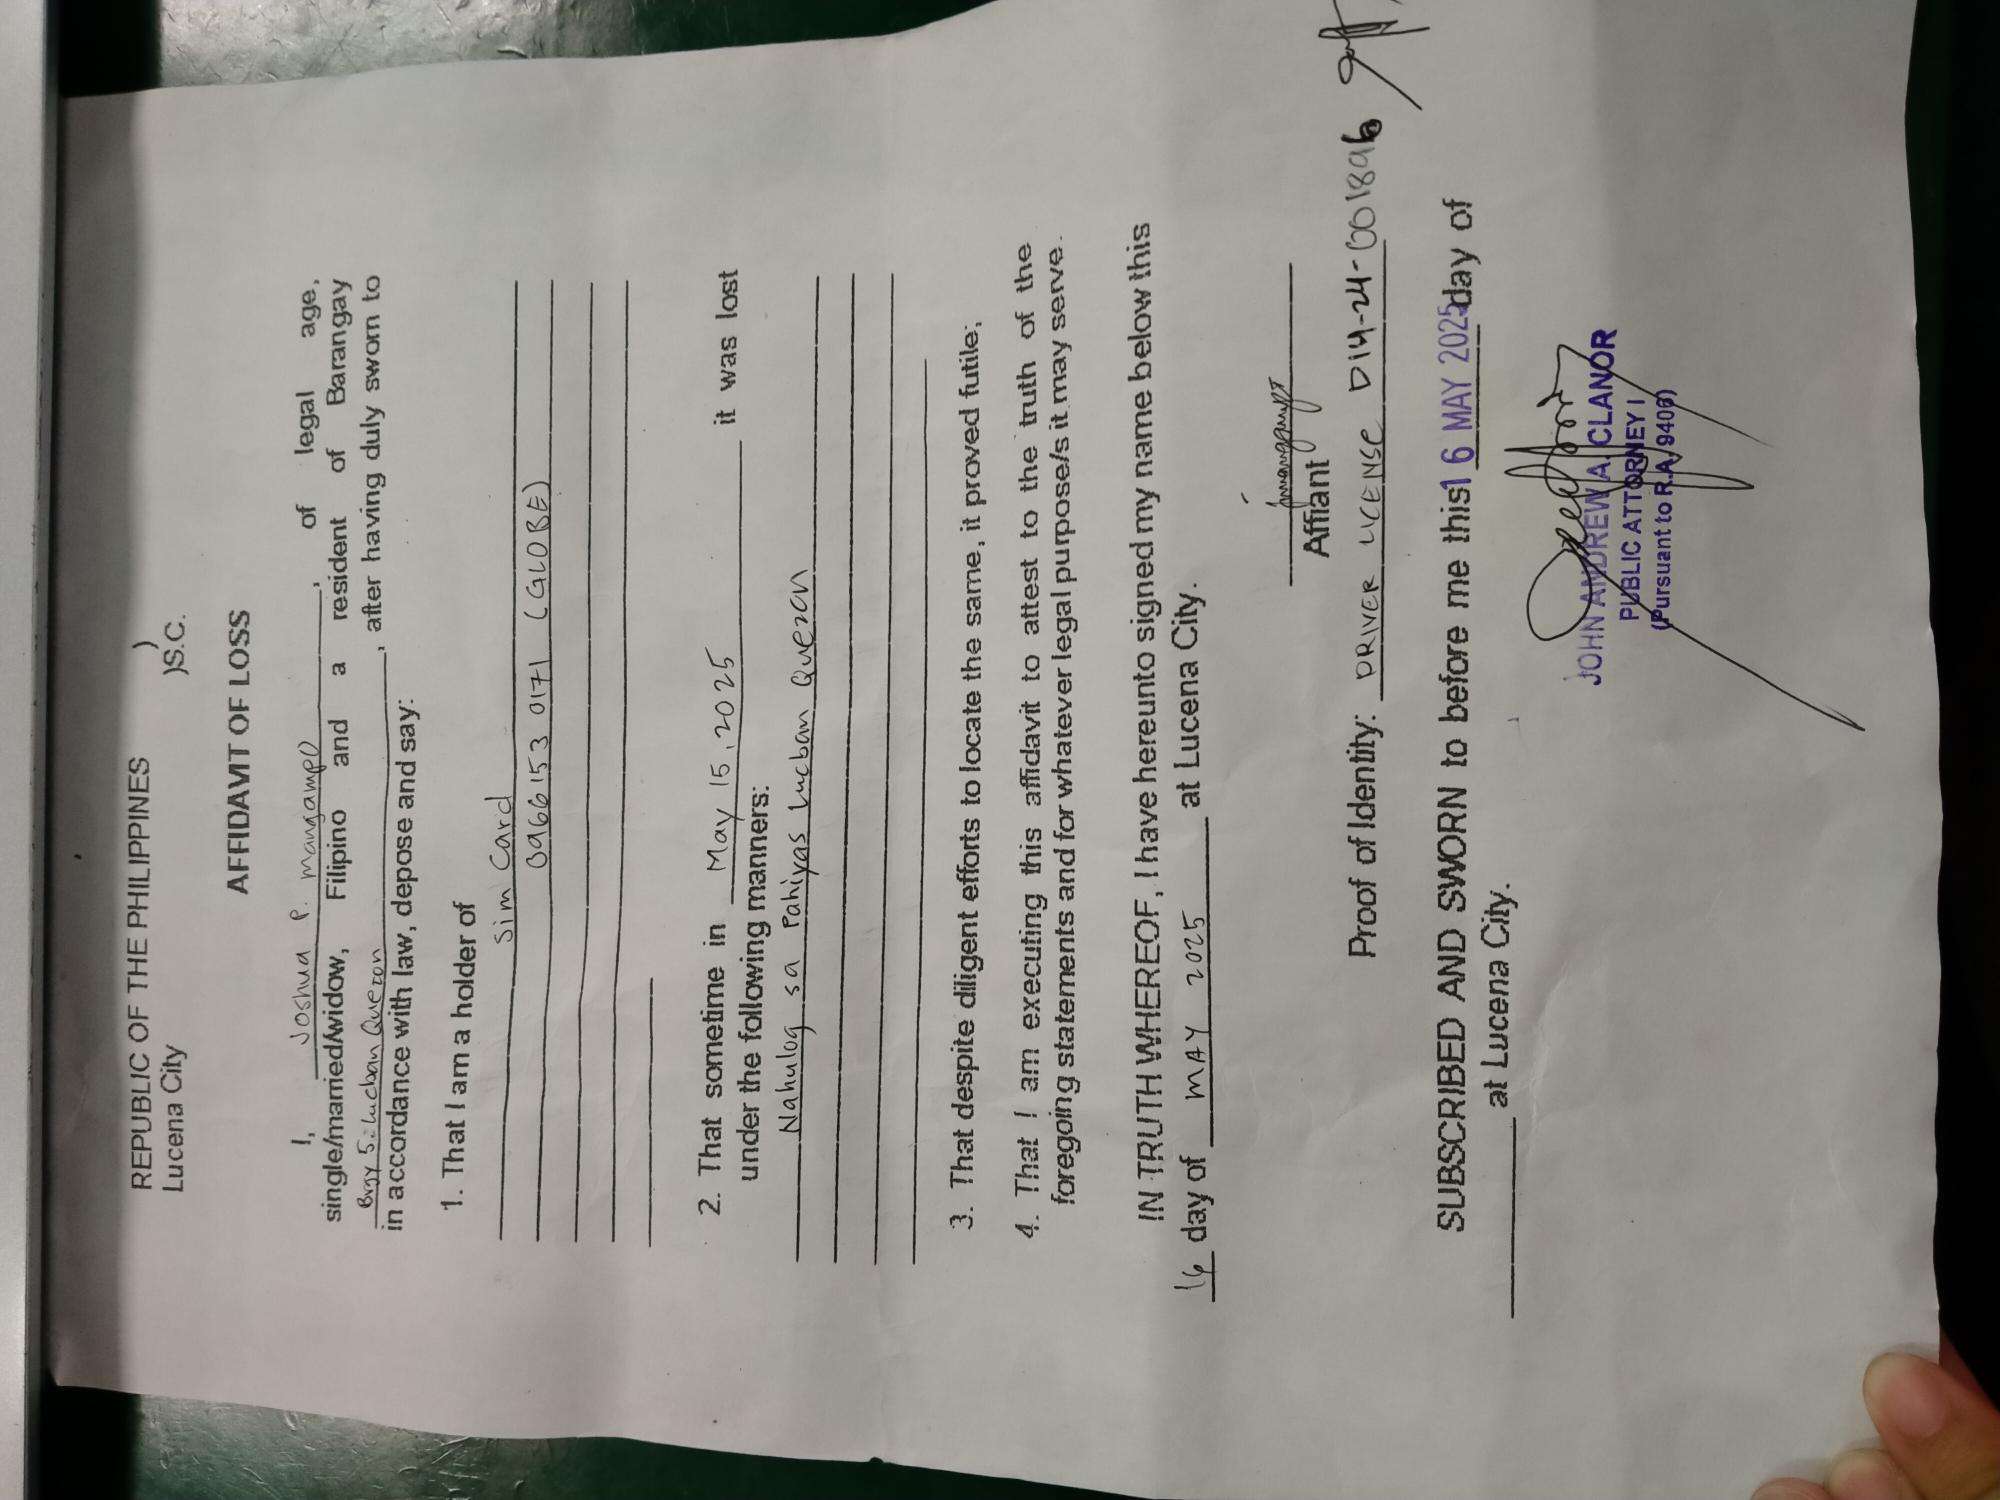 REPUBLIC OF THE PHILIPPINES )
Lucena City )S.C.
AFFIDAVIT OF LOSS
I, Joshua P. mangampo, of legal age,
single/married/widow, Filipino and a resident of Barangay
Brgy 5: Lucban Quezon, after having duly sworn to
in accordance with law, depose and say:
1. That I am a holder of
Sim Card
0966 153 0171 (GLOBE)
2. That sometime in May 15, 2025 it was lost
under the following manners:
Nahulog sa Pahiyas Lucban Quezon
3. That despite diligent efforts to locate the same, it proved futile;
4. That I am executing this affidavit to attest to the truth of the
foregoing statements and for whatever legal purpose/s it may serve.
IN TRUTH WHEREOF, I have hereunto signed my name below this
16 day of MAY 2025 at Lucena City.
Affiant
Proof of Identity: DRIVER LICENSE D14-24-001896
SUBSCRIBED AND SWORN to before me this 16 MAY 2025 day of
at Lucena City.
JOHN ANDREW A. CLANOR
PUBLIC ATTORNEY I
(Pursuant to R.A. 9406)